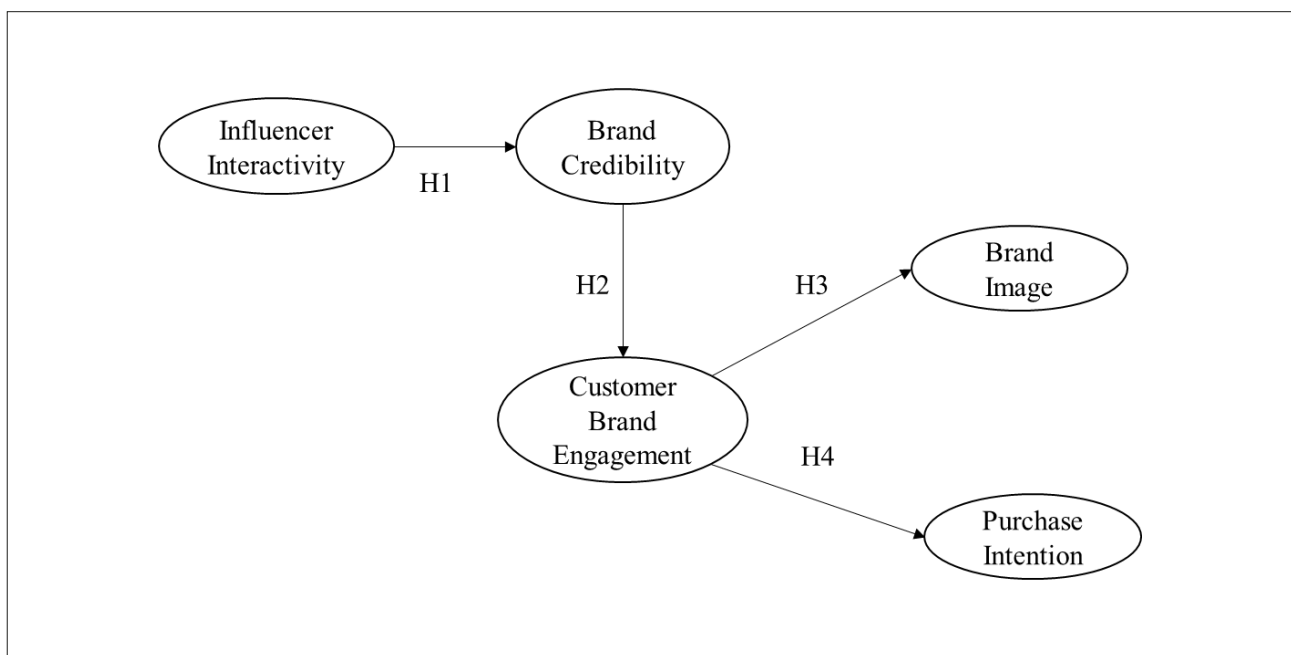 Influencer
Interactivity
H1
Brand
Credibility
H2
Customer
Brand
Engagement
H3
Brand
Image
H4
Purchase
Intention